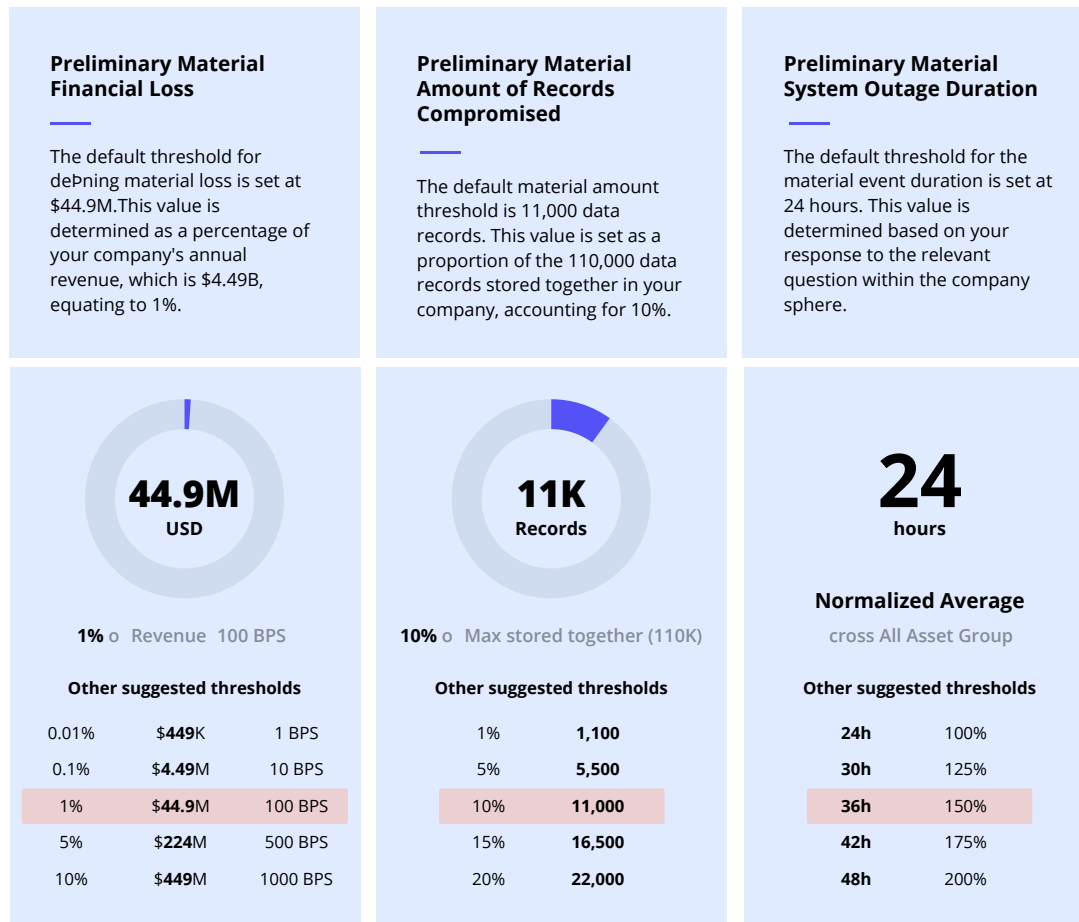 Preliminary Material
Financial Loss
The default threshold for
deÞning material loss is set at
$44.9M.This value is
determined as a percentage of
your company's annual
revenue, which is $4.49B,
equating to 1%.
Preliminary Material
Amount of Records
Compromised
The default material amount
threshold is 11,000 data
records. This value is set as a
proportion of the 110,000 data
records stored together in your
company, accounting for 10%.
Preliminary Material
System Outage Duration
The default threshold for the
material event duration is set at
24 hours. This value is
determined based on your
response to the relevant
question within the company
sphere.
44.9M
USD
1% o Revenue 100 BPS
Other suggested thresholds
0.01% $449K 1 BPS
0.1% $4.49M 10 BPS
1% $44.9M 100 BPS
5% $224M 500 BPS
10% $449M 1000 BPS
11K
Records
10% o Max stored together (110K)
Other suggested thresholds
1% 1,100
5% 5,500
10% 11,000
15% 16,500
20% 22,000
24
hours
Normalized Average
cross All Asset Group
Other suggested thresholds
24h 100%
30h 125%
36h 150%
42h 175%
48h 200%